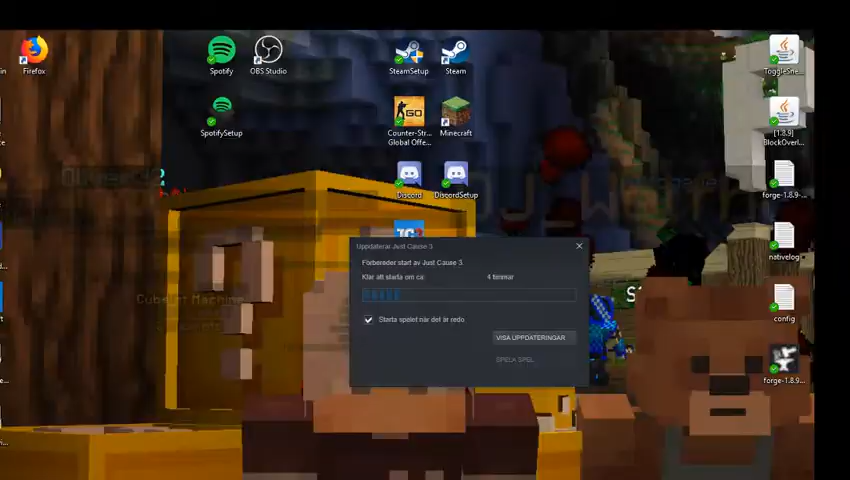 Firefox
Spotify
OBS Studio
SteamSetup
Steam
ToggleSne...
SpotifySetup
Counter-Str...
Global Offe...
Minecraft
[1.8.9]
BlockOverl...
Discord
DiscordSetup
forge-1.8.9-...
Uppdaterar Just Cause 3
Förbereder start av Just Cause 3.
Klar att starta om ca:
4 timmar
Starta spelet när det är redo
VISA UPPDATERINGAR
SPELA SPEL
nativelog
config
forge-1.8.9...